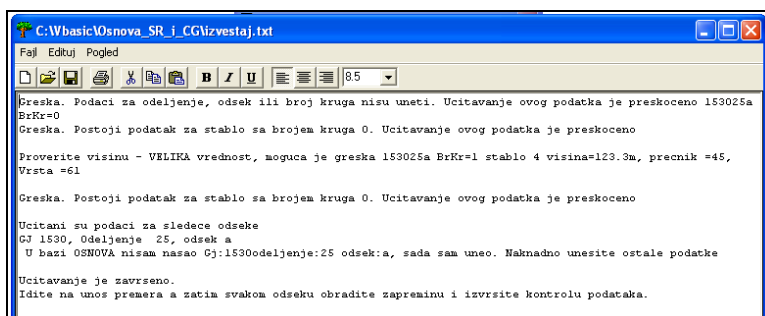 C:\Wbasic\Osnova_SR_i_CG\izvestaj.txt
Fajl Edituj Pogled
B I U 8.5
Greska. Podaci za odeljenje, odsek ili broj kruga nisu uneti. Ucitavanje ovog podatka je preskoceno 153025a
BrKr=0
Greska. Postoji podatak za stablo sa brojem kruga 0. Ucitavanje ovog podatka je preskoceno
Proverite visinu - VELIKA vrednost, moguca je greska 153025a BrKr=1 stablo 4 visina=123.3m, precnik =45,
Vrsta =61
Greska. Postoji podatak za stablo sa brojem kruga 0. Ucitavanje ovog podatka je preskoceno
Ucitani su podaci za sledece odseke
GJ 1530, Odeljenje 25, odsek a
U bazi OSNOVA nisam nasao Gj:1530odeljenje:25 odsek:a, sada sam uneo. Naknadno unesite ostale podatke
Ucitavanje je zavrseno.
Idite na unos premera a zatim svakom odseku obradite zapreminu i izvrsite kontrolu podataka.